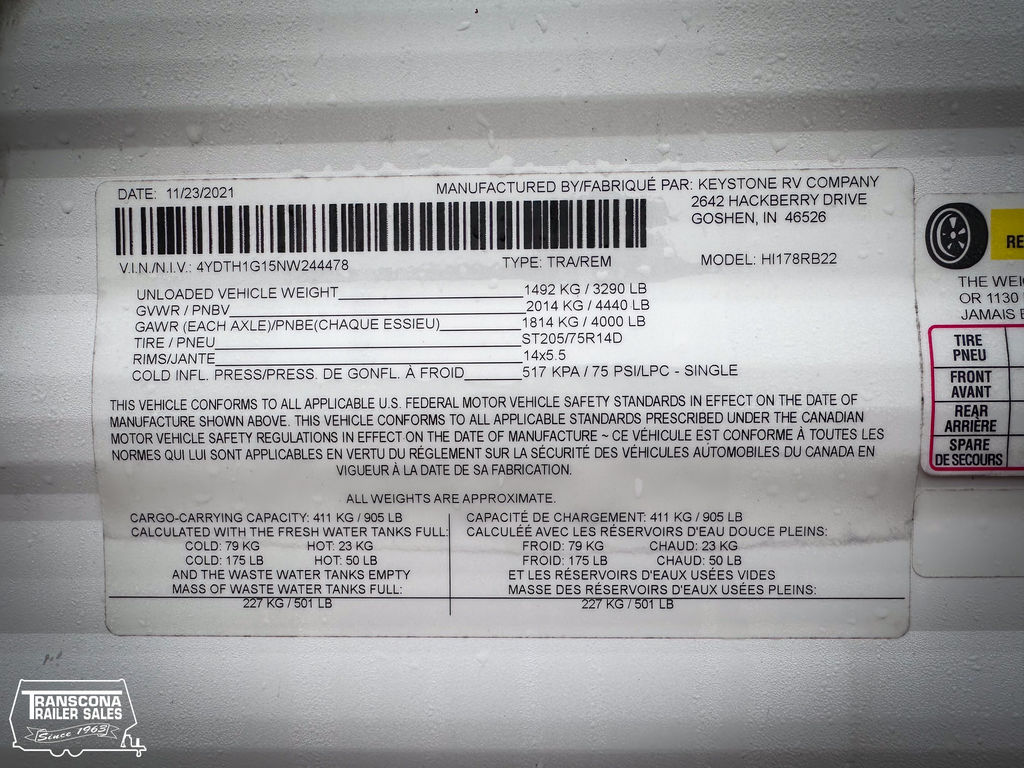 DATE: 11/23/2021
MANUFACTURED BY/FABRIQUÉ PAR: KEYSTONE RV COMPANY
2642 HACKBERRY DRIVE
GOSHEN, IN 46526
V.I.N./N.I.V.: 4YDTH1G15NW244478 TYPE: TRA/REM MODEL: HI178RB22
UNLOADED VEHICLE WEIGHT 1492 KG / 3290 LB
GVWR / PNBV 2014 KG / 4440 LB
GAWR (EACH AXLE)/PNBE(CHAQUE ESSIEU) 1814 KG / 4000 LB
TIRE / PNEU ST205/75R14D
RIMS/JANTE 14x5.5
COLD INFL. PRESS/PRESS. DE GONFL. À FROID 517 KPA / 75 PSI/LPC - SINGLE
THIS VEHICLE CONFORMS TO ALL APPLICABLE U.S. FEDERAL MOTOR VEHICLE SAFETY STANDARDS IN EFFECT ON THE DATE OF
MANUFACTURE SHOWN ABOVE. THIS VEHICLE CONFORMS TO ALL APPLICABLE STANDARDS PRESCRIBED UNDER THE CANADIAN
MOTOR VEHICLE SAFETY REGULATIONS IN EFFECT ON THE DATE OF MANUFACTURE ~ CE VÉHICULE EST CONFORME À TOUTES LES
NORMES QUI LUI SONT APPLICABLES EN VERTU DU RÉGLEMENT SUR LA SÉCURITÉ DES VÉHICULES AUTOMOBILES DU CANADA EN
VIGUEUR À LA DATE DE SA FABRICATION.
ALL WEIGHTS ARE APPROXIMATE.
CARGO-CARRYING CAPACITY: 411 KG / 905 LB
CALCULATED WITH THE FRESH WATER TANKS FULL:
COLD: 79 KG HOT: 23 KG
COLD: 175 LB HOT: 50 LB
AND THE WASTE WATER TANKS EMPTY
MASS OF WASTE WATER TANKS FULL:
227 KG / 501 LB
CAPACITÉ DE CHARGEMENT: 411 KG / 905 LB
CALCULÉE AVEC LES RÉSERVOIRS D'EAU DOUCE PLEINS:
FROID: 79 KG CHAUD: 23 KG
FROID: 175 LB CHAUD: 50 LB
ET LES RÉSERVOIRS D'EAUX USÉES VIDES
MASSE DES RÉSERVOIRS D'EAUX USÉES PLEINS:
227 KG / 501 LB
THE
OR 1130
JAMAIS
TIRE
PNEU
FRONT
AVANT
REAR
ARRIÈRE
SPARE
DE SECOURS
TRANSCONA
TRAILER SALES
Since 1963